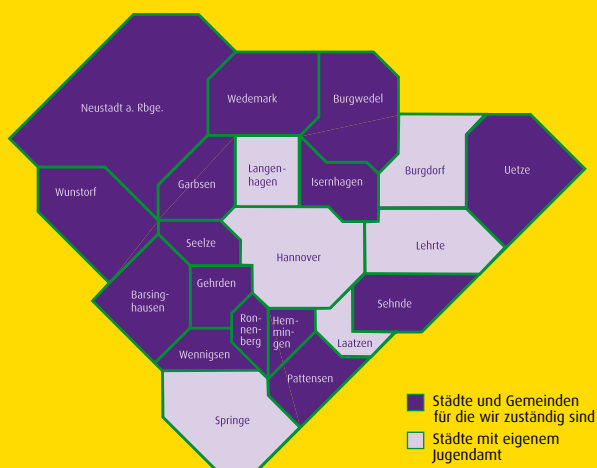 Neustadt a. Rbge.
Wedemark
Burgwedel
Wunstorf
Garbsen
Langen-
hagen
Isernhagen
Burgdorf
Uetze
Seelze
Hannover
Lehrte
Barsing-
hausen
Gehrden
Ron-
nen-
berg
Hem-
min-
gen
Sehnde
Wennigsen
Laatzen
Pattensen
Springe
Städte und Gemeinden
für die wir zuständig sind
Städte mit eigenem
Jugendamt